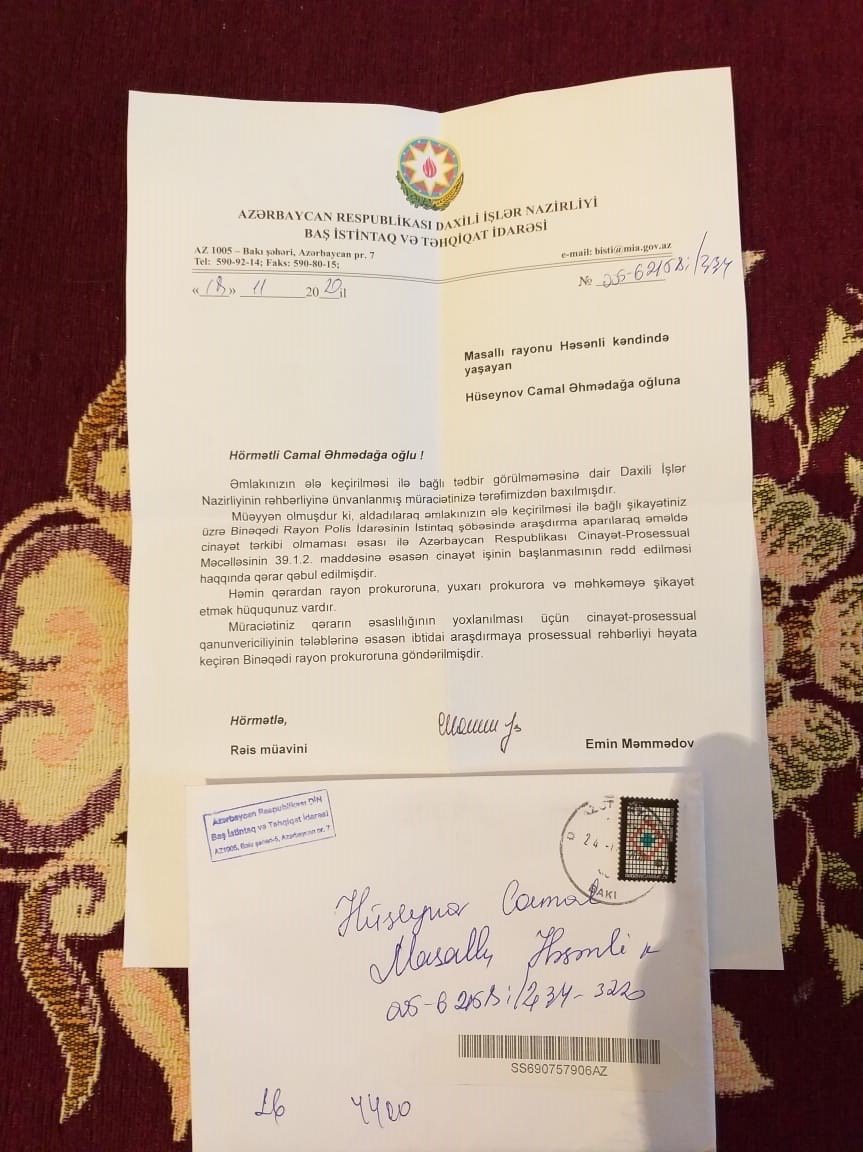 AZƏRBAYCAN RESPUBLİKASI DAXİLİ İŞLƏR NAZİRLİYİ
BAŞ İSTİNTAQ VƏ TƏHQİQAT İDARƏSİ
AZ 1005 – Bakı şəhəri, Azərbaycan pr. 7
Tel: 590-92-14; Faks: 590-80-15;
e-mail: bisti@mia.gov.az
«18» 11 2020 il
№
Masallı rayonu Həsənli kəndində
yaşayan
Hüseynov Camal Əhmədağa oğluna
Hörmətli Camal Əhmədağa oğlu !
Əmlakınızın ələ keçirilməsi ilə bağlı tədbir görülməməsinə dair Daxili İşlər
Nazirliyinin rəhbərliyinə ünvanlanmış müraciətinizə tərəfimizdən baxılmışdır.
Müəyyən olmuşdur ki, aldadılaraq əmlakınızın ələ keçirilməsi ilə bağlı şikayətiniz
üzrə Binəqədi Rayon Polis İdarəsinin İstintaq şöbəsində araşdırma aparılaraq əməldə
cinayət tərkibi olmaması əsası ilə Azərbaycan Respublikası Cinayət-Prosessual
Məcəlləsinin 39.1.2. maddəsinə əsasən cinayət işinin başlanmasının rədd edilməsi
haqqında qərar qəbul edilmişdir.
Həmin qərardan rayon prokuroruna, yuxarı prokurora və məhkəməyə şikayət
etmək hüququnuz vardır.
Müraciətiniz qərarın əsaslılığının yoxlanılması üçün cinayət-prosessual
qanunvericiliyinin tələblərinə əsasən ibtidai araşdırmaya prosessual rəhbərliyi həyata
keçirən Binəqədi rayon prokuroruna göndərilmişdir.
Hörmətlə,
Rəis müavini
Emin Məmmədov
Azərbaycan Respublikası DİN
Baş İstintaq və Təhqiqat İdarəsi
AZ1005, Bakı şəhəri-5, Azərbaycan pr. 7
24
BAKI
Hüseynov Camal
Masallı Həsənli k
SS690757906AZ
16 4420